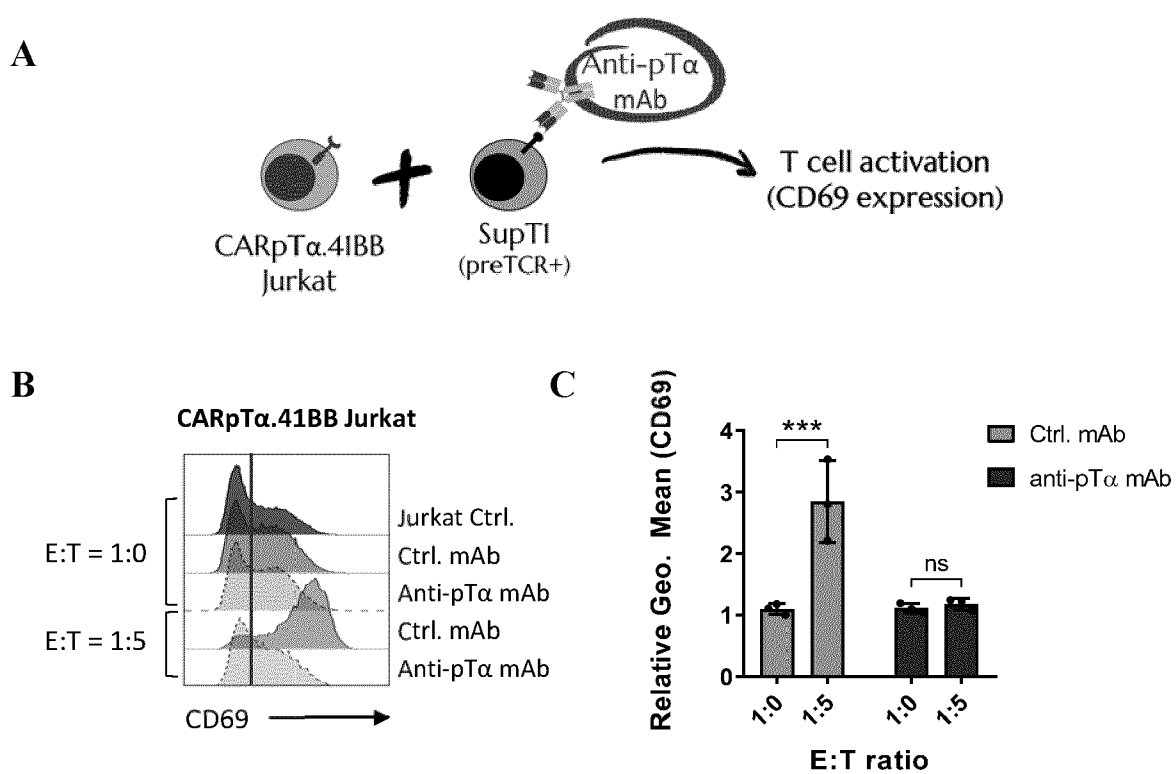 A
Anti-pTα
mAb
CARpTα.41BB
Jurkat
SupT1
(preTCR+)
T cell activation
(CD69 expression)
B
CARpTα.41BB Jurkat
E:T = 1:0
E:T = 1:5
Jurkat Ctrl.
Ctrl. mAb
Anti-pTα mAb
Ctrl. mAb
Anti-pTα mAb
CD69
C
Relative Geo. Mean (CD69)
4
3
2
1
0
***
ns
1:0
1:5
1:0
1:5
E:T ratio
Ctrl. mAb
anti-pTα mAb